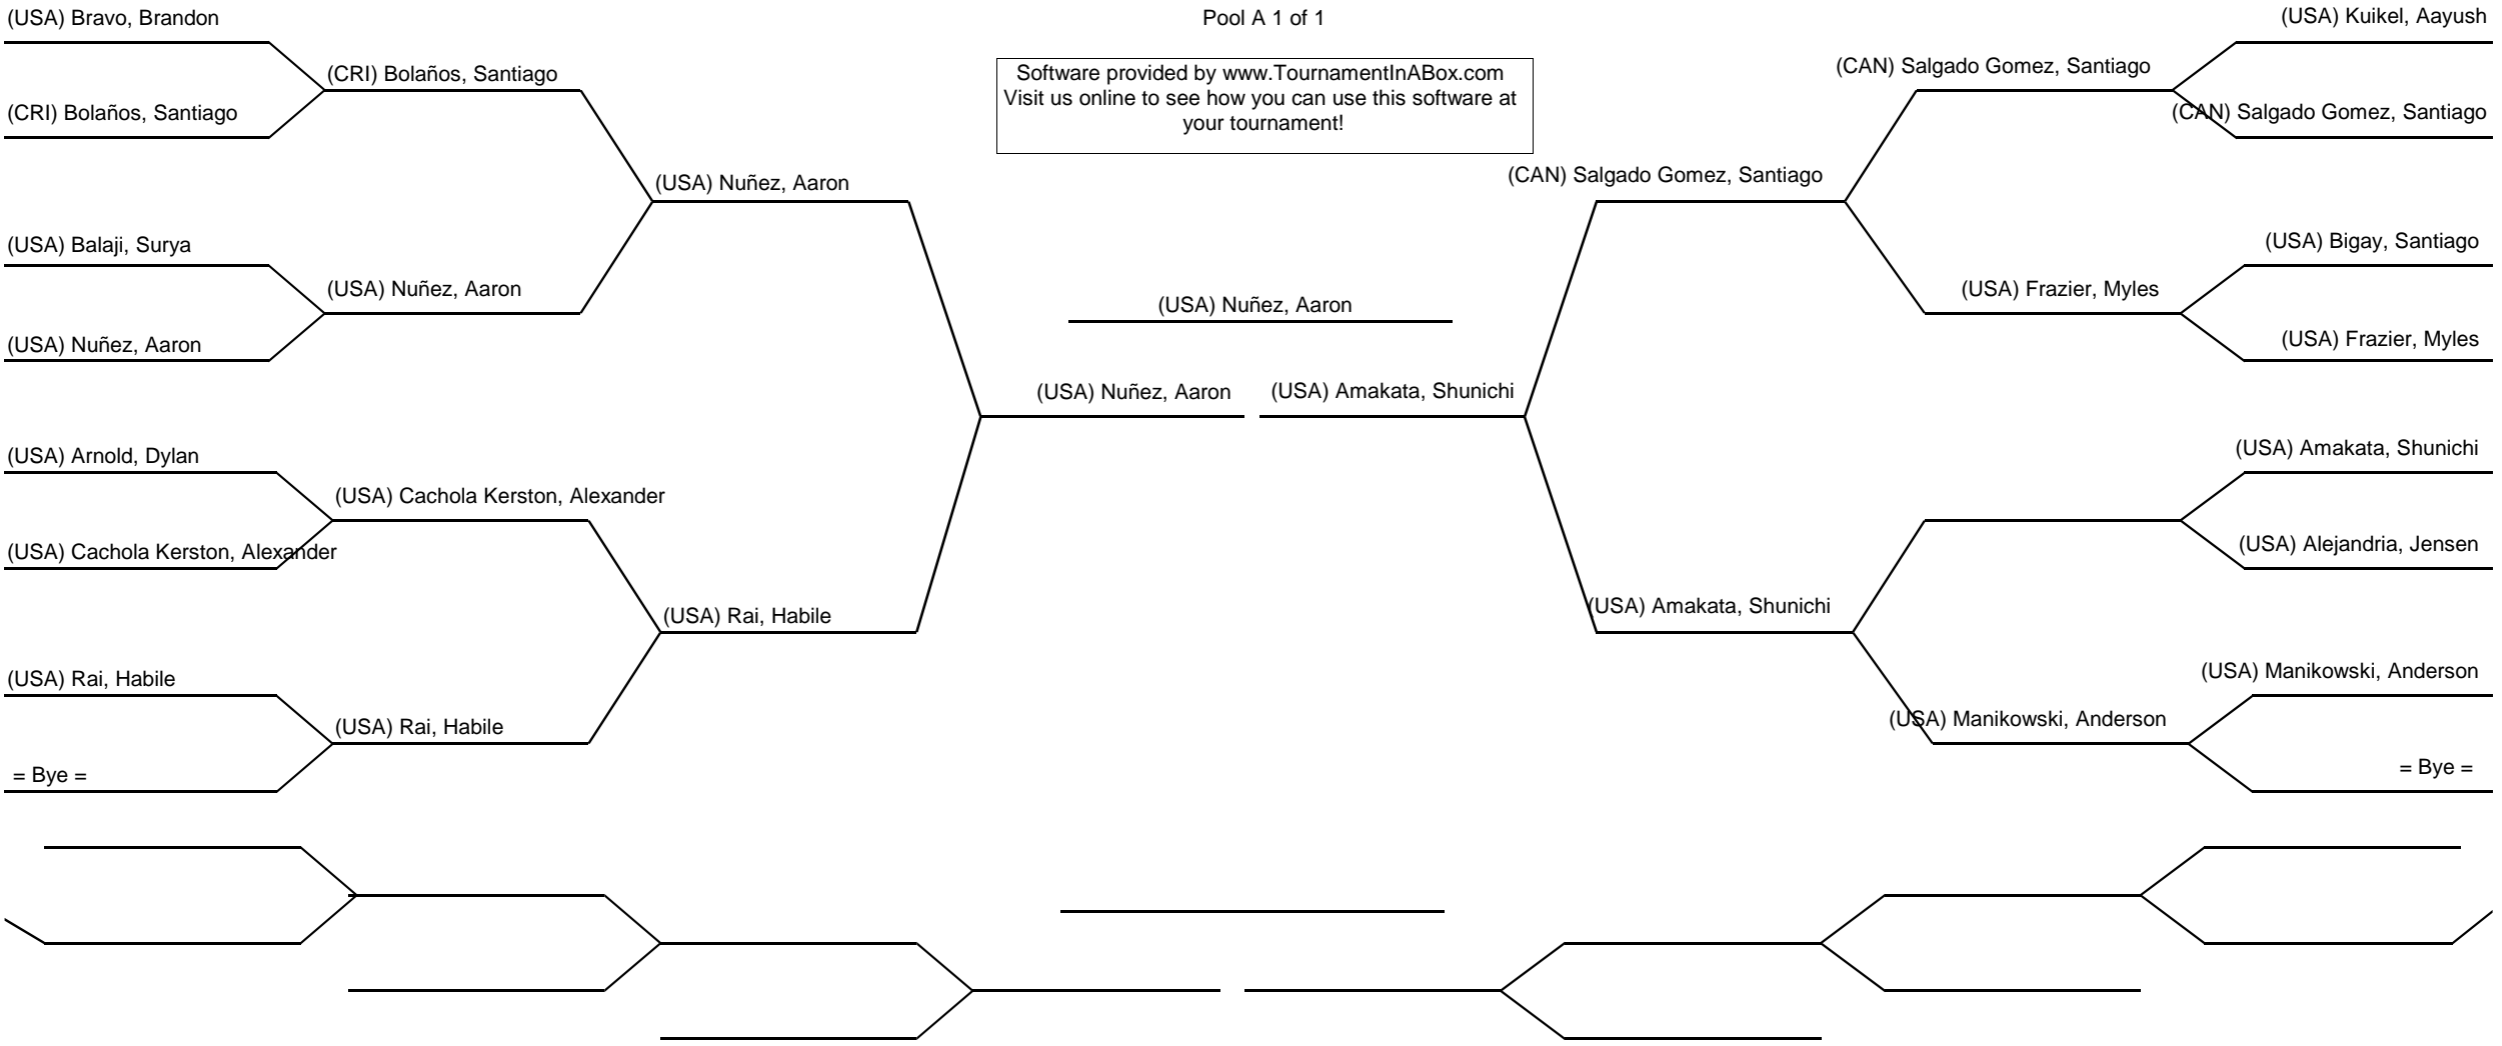 (USA) Bravo, Brandon
Pool A 1 of 1
(USA) Kuikel, Aayush
(CRI) Bolaños, Santiago
Software provided by www.TournamentInABox.com
Visit us online to see how you can use this software at
your tournament!
(CAN) Salgado Gomez, Santiago
(CRI) Bolaños, Santiago
(CAN) Salgado Gomez, Santiago
(USA) Nuñez, Aaron
(CAN) Salgado Gomez, Santiago
(USA) Balaji, Surya
(USA) Bigay, Santiago
(USA) Nuñez, Aaron
(USA) Nuñez, Aaron
(USA) Frazier, Myles
(USA) Nuñez, Aaron
(USA) Frazier, Myles
(USA) Nuñez, Aaron
(USA) Amakata, Shunichi
(USA) Arnold, Dylan
(USA) Amakata, Shunichi
(USA) Cachola Kerston, Alexander
(USA) Cachola Kerston, Alexander
(USA) Alejandria, Jensen
(USA) Rai, Habile
(USA) Amakata, Shunichi
(USA) Rai, Habile
(USA) Manikowski, Anderson
(USA) Rai, Habile
(USA) Manikowski, Anderson
= Bye =
= Bye =